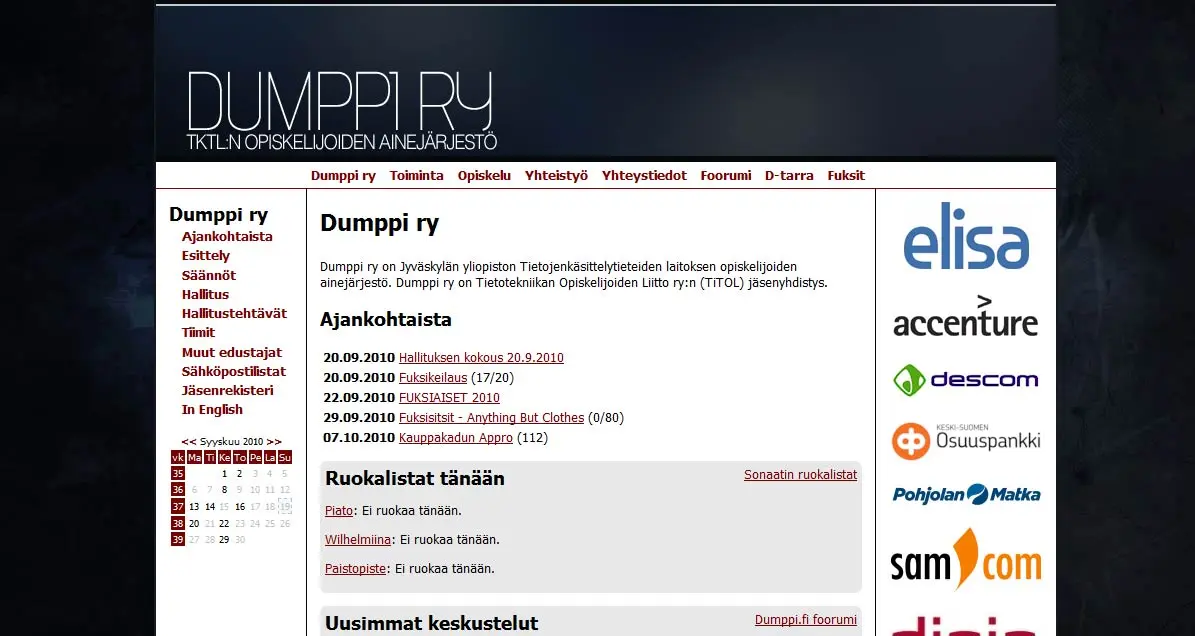 DUMPPI RY
TKTL:N OPISKELIJOIDEN AINEJÄRJESTÖ
Dumppi ry Toiminta Opiskelu Yhteistyö Yhteystiedot Foorumi D-tarra Fuksit
Dumppi ry
Ajankohtaista
Esittely
Säännöt
Hallitus
Hallitustehtävät
Tiimit
Muut edustajat
Sähköpostilistat
Jäsenrekisteri
In English
<< Syyskuu 2010 >>
vk Ma Ti Ke To Pe La Su
35 1 2 3 4 5
36 6 7 8 9 10 11 12
37 13 14 15 16 17 18 19
38 20 21 22 23 24 25 26
39 27 28 29 30
Dumppi ry
Dumppi ry on Jyväskylän yliopiston Tietojenkäsittelytieteiden laitoksen opiskelijoiden
ainejärjestö. Dumppi ry on Tietotekniikan Opiskelijoiden Liitto ry:n (TiTOL) jäsenyhdistys.
Ajankohtaista
20.09.2010 Hallituksen kokous 20.9.2010
20.09.2010 Fuksikeilaus (17/20)
22.09.2010 FUKSIAISET 2010
29.09.2010 Fuksisitsit - Anything But Clothes (0/80)
07.10.2010 Kauppakadun Appro (112)
Ruokalistat tänään
Sonaatin ruokalistat
Piato: Ei ruokaa tänään.
Wilhelmiina: Ei ruokaa tänään.
Paistopiste: Ei ruokaa tänään.
Uusimmat keskustelut
Dumppi.fi foorumi
elisa
>
accenture
descom
KESKI-SUOMEN
Osuuspankki
Pohjolan Matka
sam com